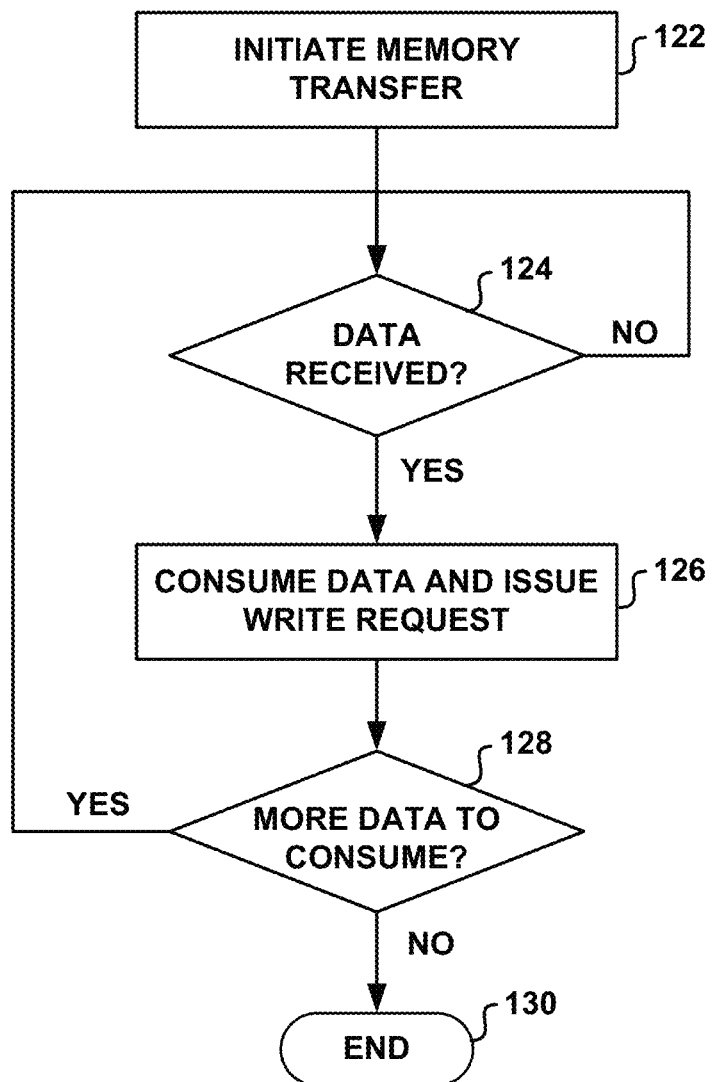 INITIATE MEMORY
TRANSFER
122
124
DATA
RECEIVED?
NO
YES
CONSUME DATA AND ISSUE
WRITE REQUEST
126
128
YES
MORE DATA TO
CONSUME?
NO
130
END